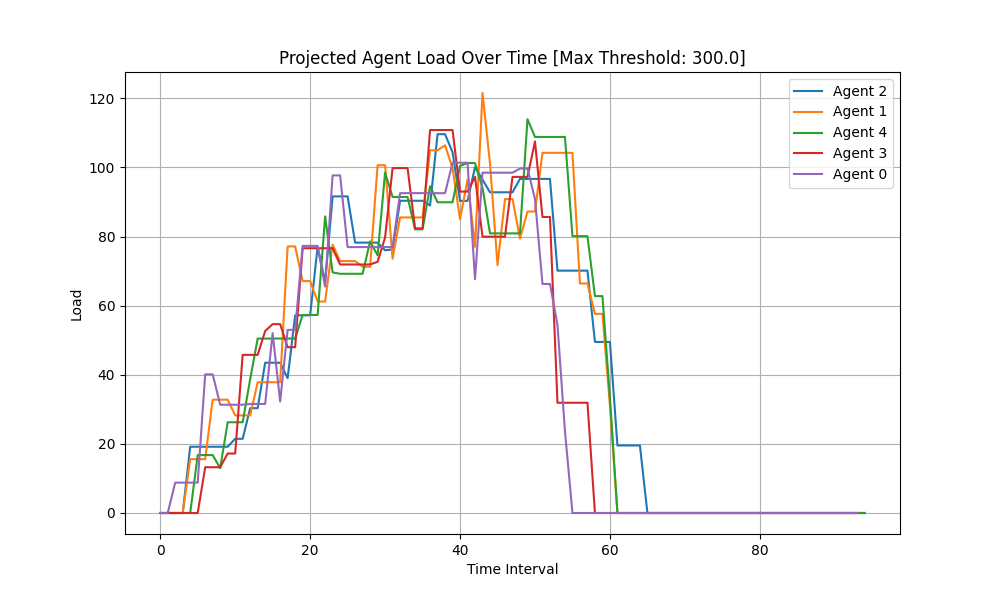 Projected Agent Load Over Time [Max Threshold: 300.0]
Load
120
100
80
60
40
20
0
0 20 40 60 80
Time Interval
Agent 2
Agent 1
Agent 4
Agent 3
Agent 0